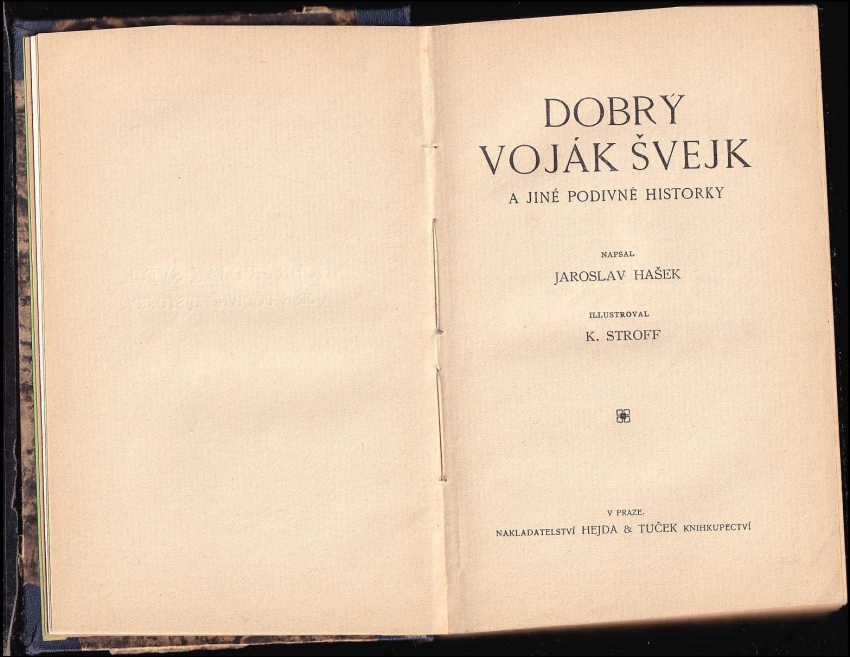 DOBRÝ
VOJÁK ŠVEJK
A JINÉ PODIVNÉ HISTORKY
NAPSAL
JAROSLAV HAŠEK
ILLUSTROVAL
K. STROFF
V PRAZE.
NAKLADATELSTVÍ HEJDA & TUČEK KNIHKUPECTVÍ